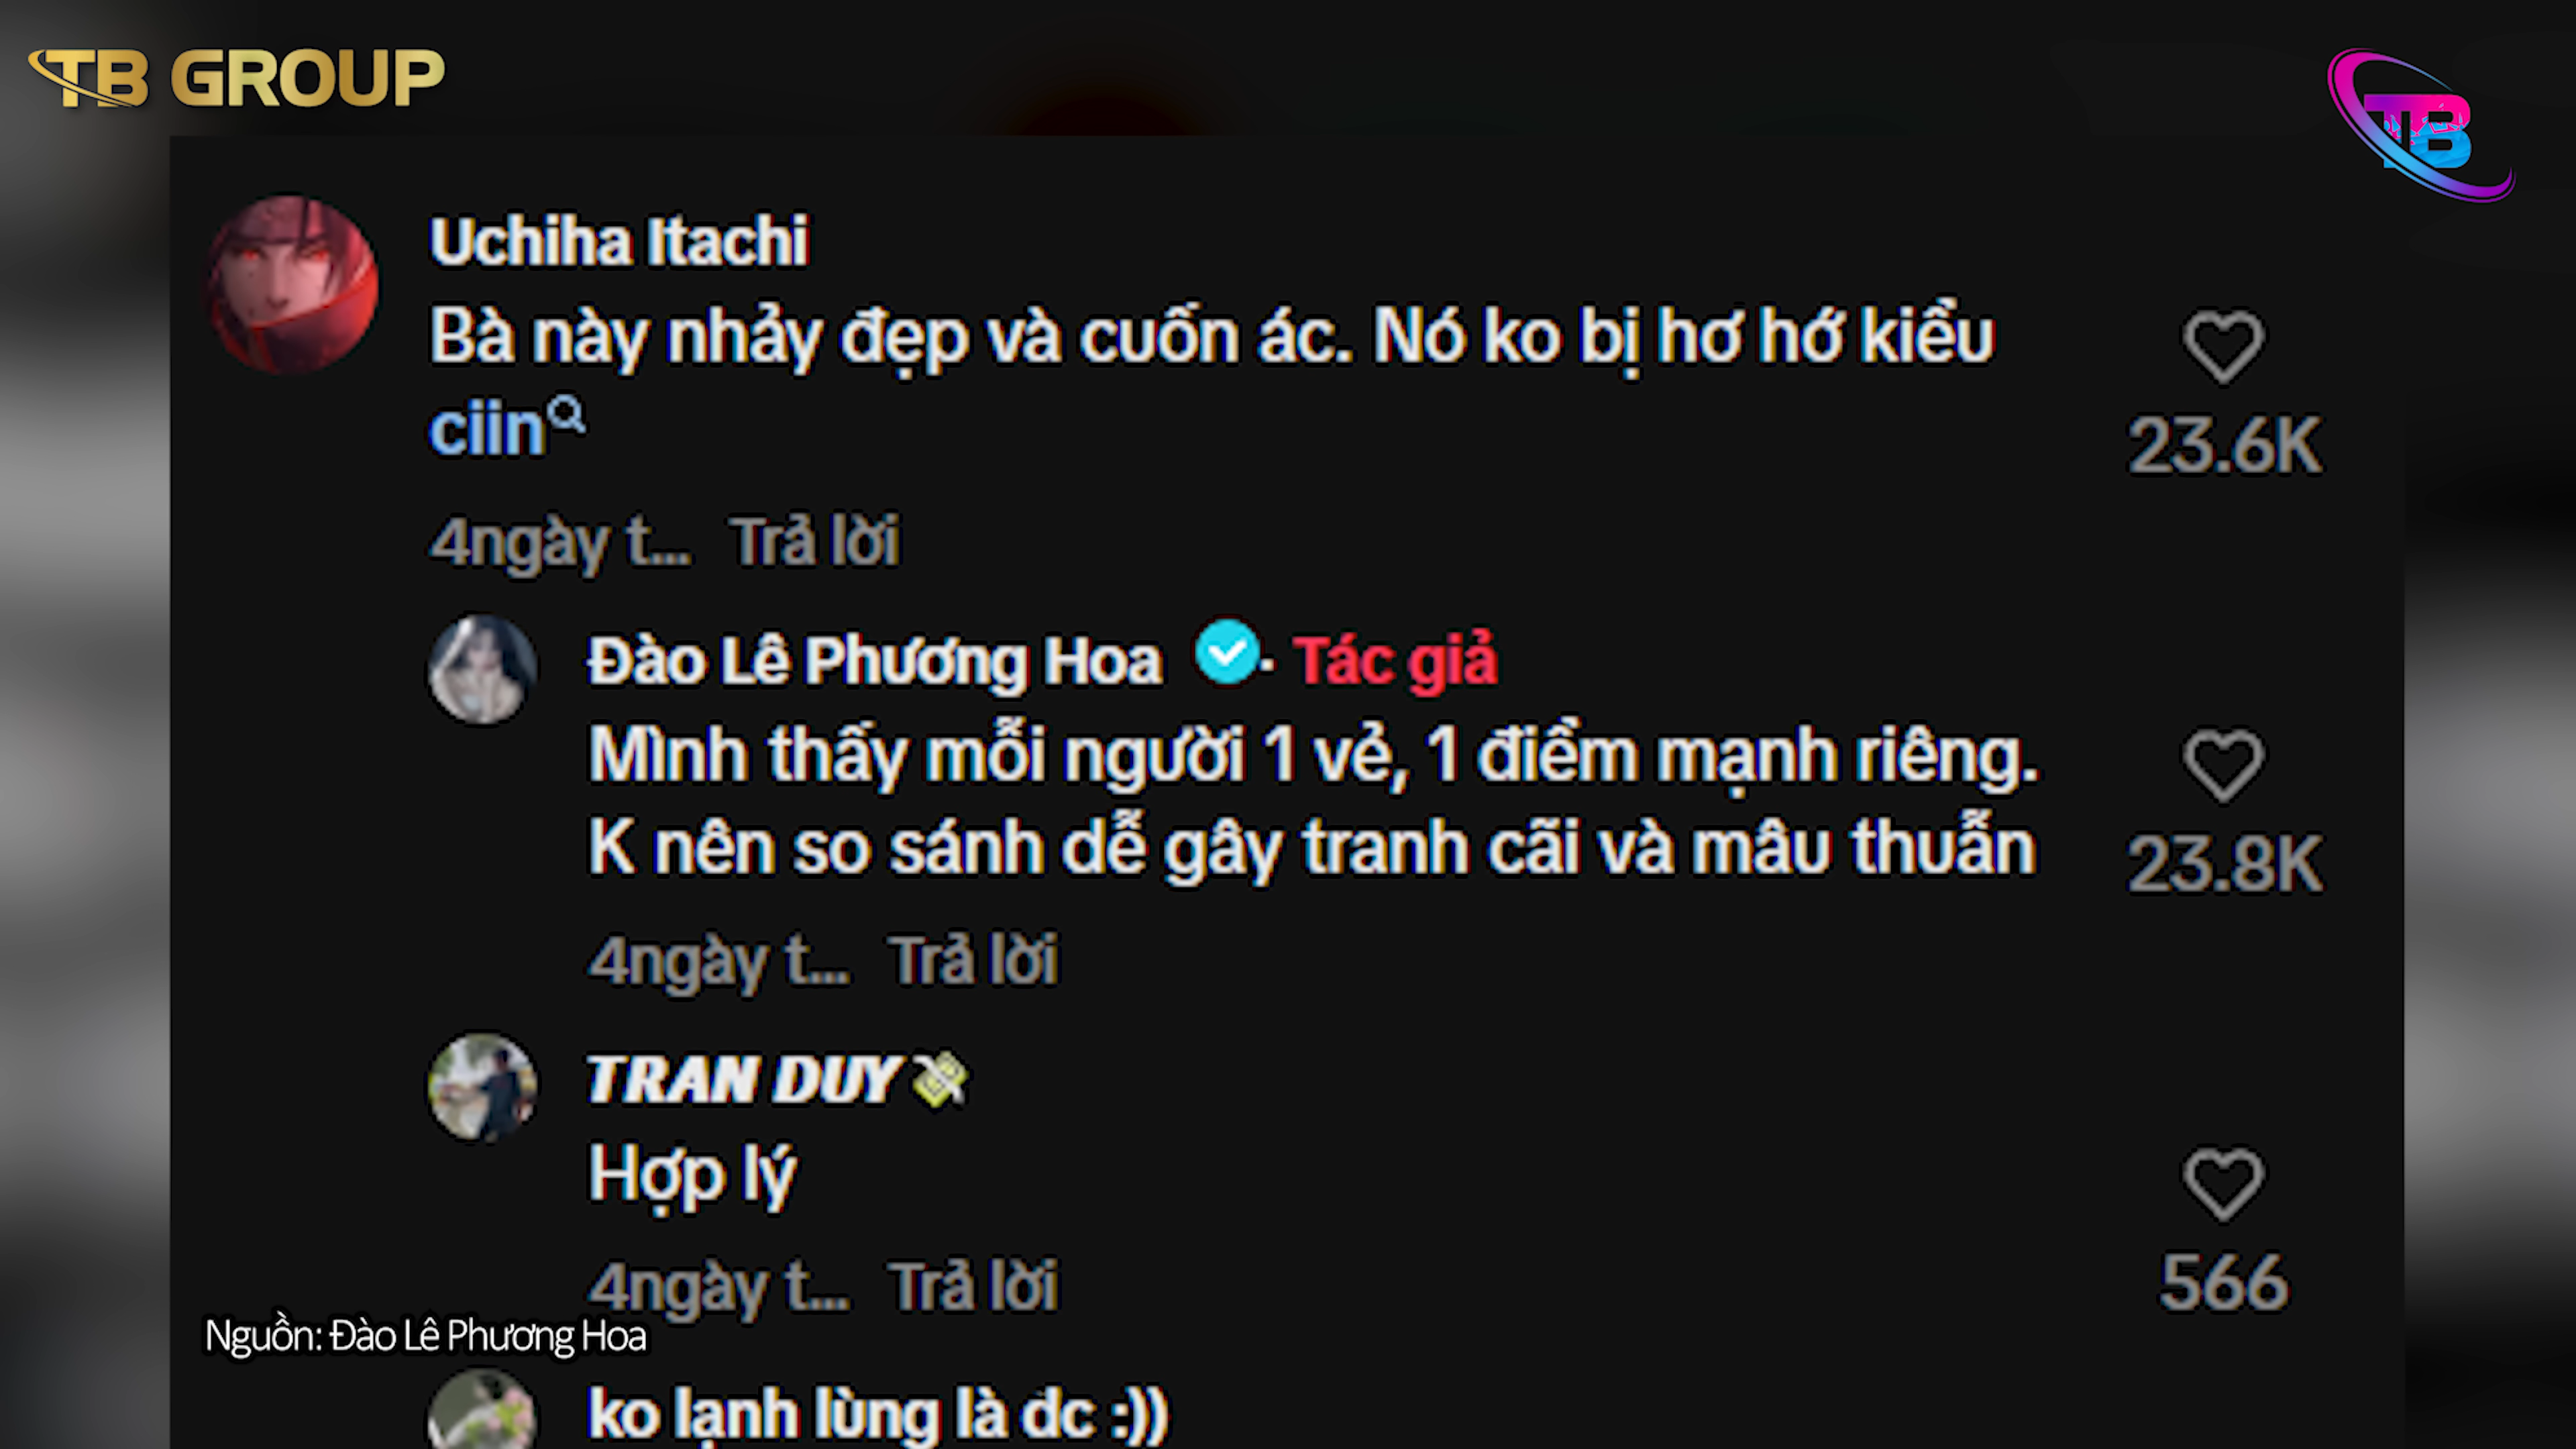 TB GROUP
TB
Uchiha Itachi
Bà này nhảy đẹp và cuốn ác. Nó ko bị hơ hớ kiểu
ciin
23.6K
4ngày t... Trả lời
Đào Lê Phương Hoa · Tác giả
Mình thấy mỗi người 1 vẻ, 1 điểm mạnh riêng.
K nên so sánh dễ gây tranh cãi và mâu thuẫn
23.8K
4ngày t... Trả lời
TRAN DUY💸
Hợp lý
4ngày t... Trả lời
566
Nguồn: Đào Lê Phương Hoa
ko lạnh lùng là dc :))